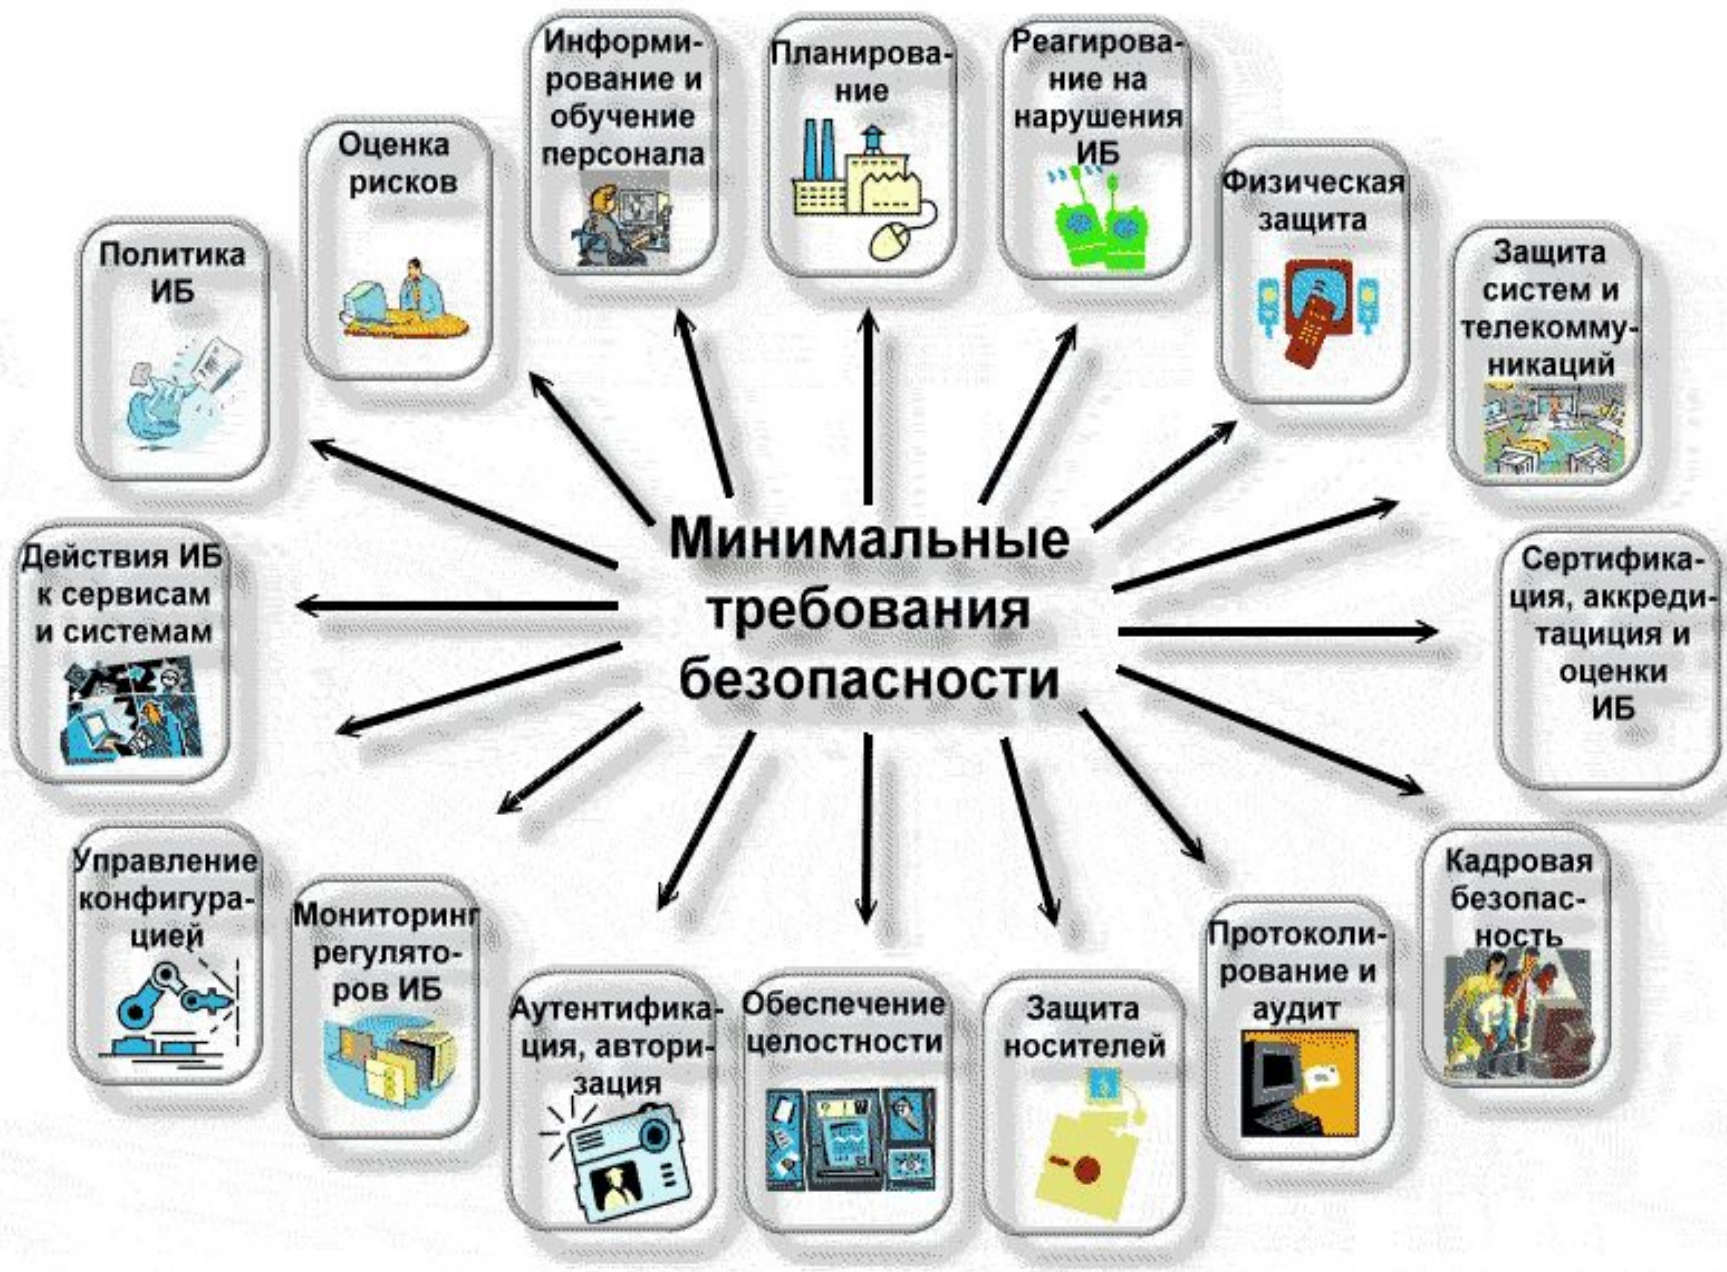 Информи-
рование и
обучение
персонала
Планирова-
ние
Реагирова-
ние на
нарушения
ИБ
Оценка
рисков
Физическая
защита
Политика
ИБ
Защита
систем и
телекомму-
никаций
Минимальные
требования
безопасности
Действия ИБ
к сервисам
и системам
Сертифика-
ция, аккреди-
тациция и
оценки
ИБ
Управление
конфигура-
цией
Мониторинг
регулято-
ров ИБ
Аутентифика-
ция, автори-
зация
Обеспечение
целостности
Защита
носителей
Протоколи-
рование и
аудит
Кадровая
безопас-
ность